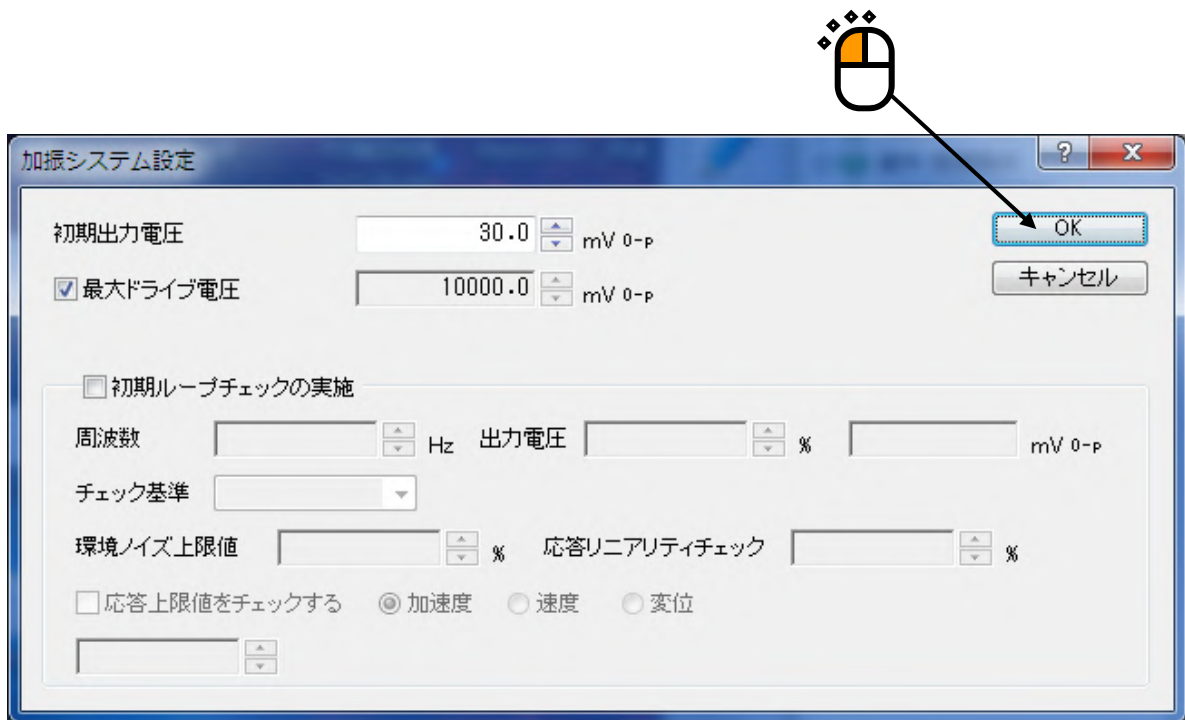 加振システム設定
初期出力電圧 30.0 mV 0-P
OK
最大ドライブ電圧 10000.0 mV 0-P
キャンセル
初期ループチェックの実施
周波数 Hz 出力電圧 % mV 0-P
チェック基準
環境ノイズ上限値 % 応答リニアリティチェック %
応答上限値をチェックする 加速度 速度 変位